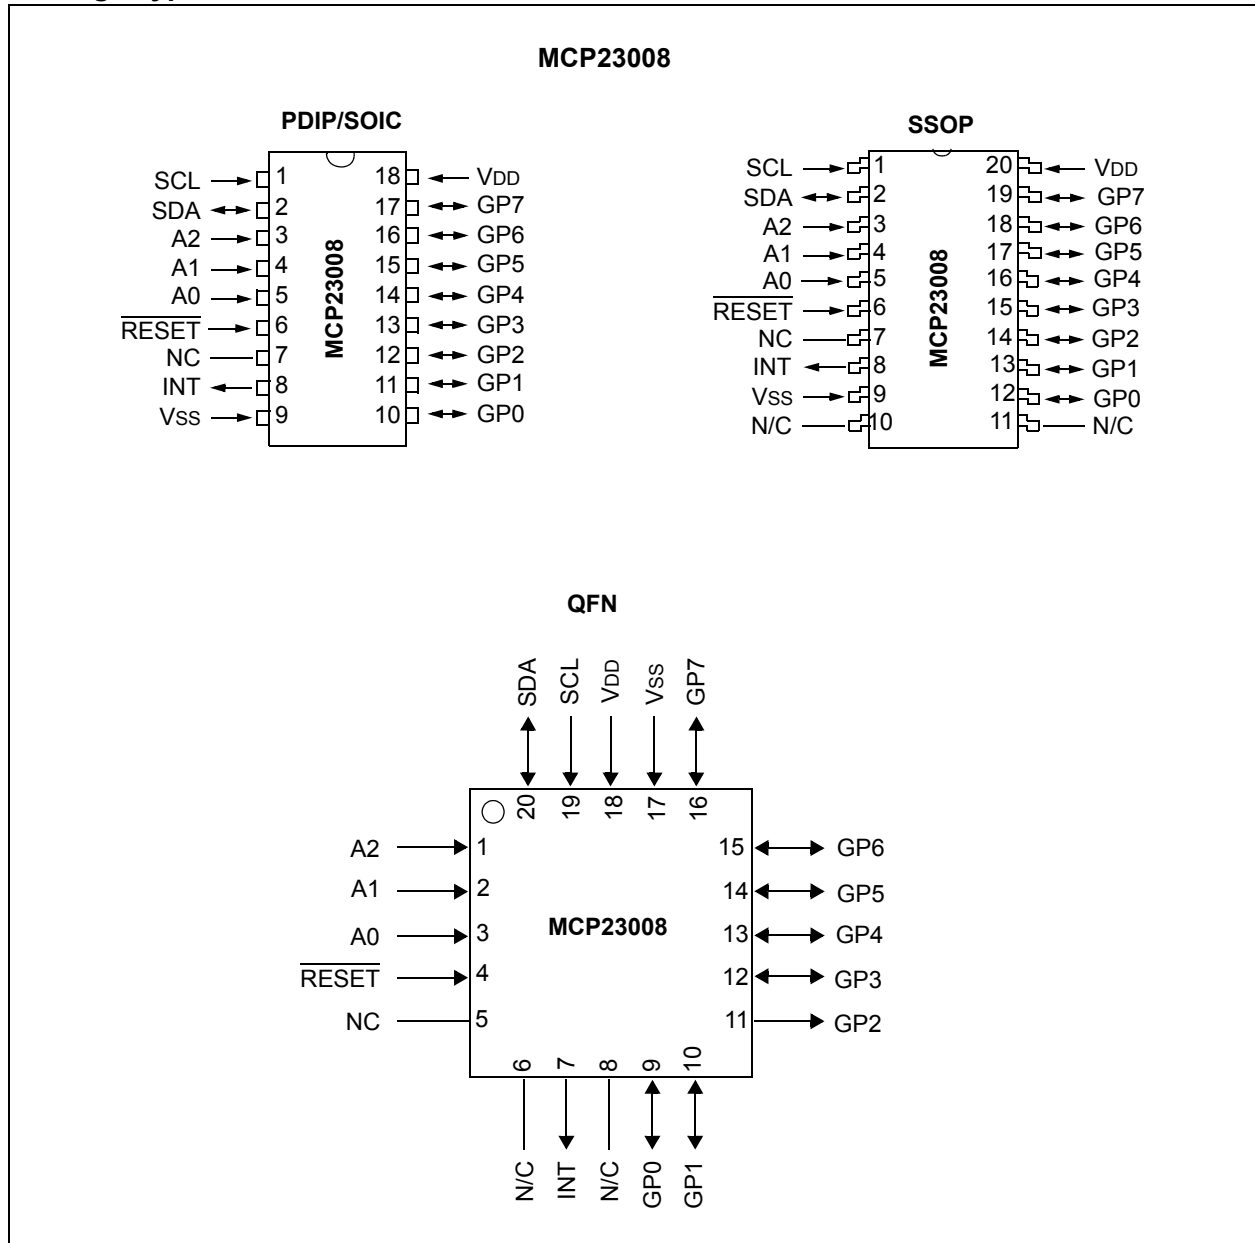 MCP23008
PDIP/SOIC
SCL 1 18 VDD
SDA 2 17 GP7
A2 3 16 GP6
A1 4 15 GP5
A0 5 14 GP4
RESET 6 13 GP3
NC 7 12 GP2
INT 8 11 GP1
VSS 9 10 GP0
MCP23008
SSOP
SCL 1 20 VDD
SDA 2 19 GP7
A2 3 18 GP6
A1 4 17 GP5
A0 5 16 GP4
RESET 6 15 GP3
NC 7 14 GP2
INT 8 13 GP1
VSS 9 12 GP0
N/C 10 11 N/C
MCP23008
QFN
SDA SCL VDD VSS GP7
20 19 18 17 16
A2 1 15 GP6
A1 2 14 GP5
A0 3 MCP23008 13 GP4
RESET 4 12 GP3
NC 5 11 GP2
6 7 8 9 10
N/C INT N/C GP0 GP1